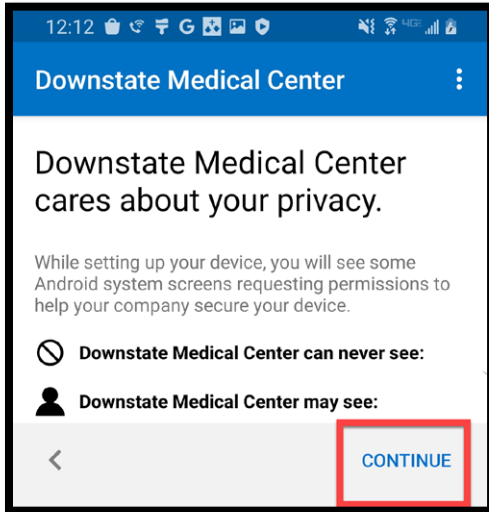 12:12
Downstate Medical Center
Downstate Medical Center
cares about your privacy.
While setting up your device, you will see some
Android system screens requesting permissions to
help your company secure your device.
Downstate Medical Center can never see:
Downstate Medical Center may see:
CONTINUE